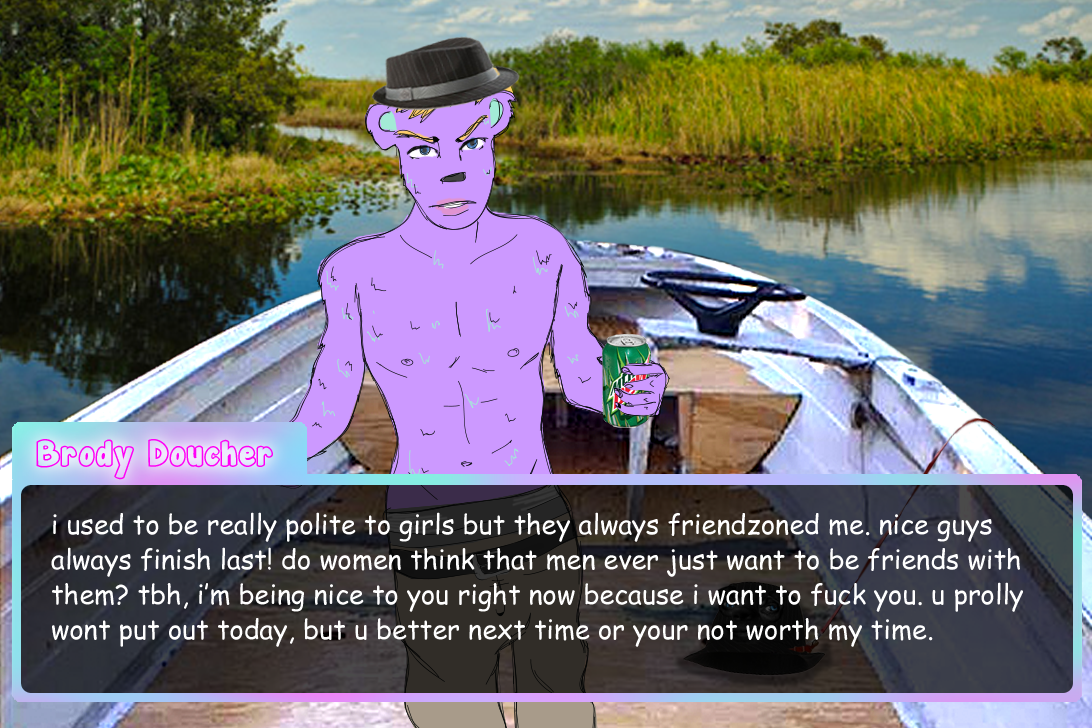 Brody Doucher
i used to be really polite to girls but they always friendzoned me. nice guys
always finish last! do women think that men ever just want to be friends with
them? tbh, i'm being nice to you right now because i want to fuck you. u prolly
wont put out today, but u better next time or your not worth my time.